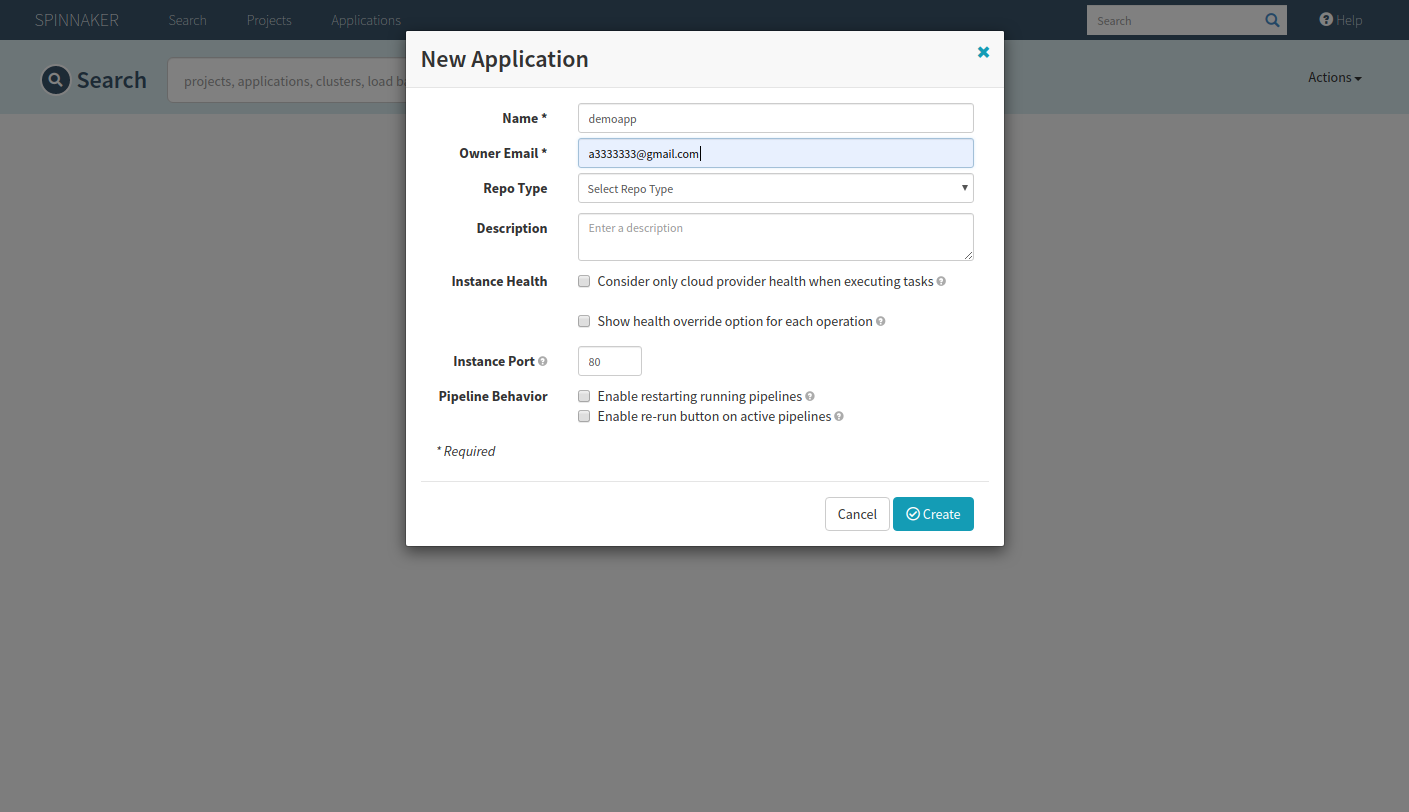 SPINNAKER Search Projects Applications Search Help
Search projects, applications, clusters, load ba Actions
New Application
Name * demoapp
Owner Email * a3333333@gmail.com
Repo Type Select Repo Type
Description Enter a description
Instance Health Consider only cloud provider health when executing tasks
Show health override option for each operation
Instance Port 80
Pipeline Behavior Enable restarting running pipelines
Enable re-run button on active pipelines
* Required
Cancel Create